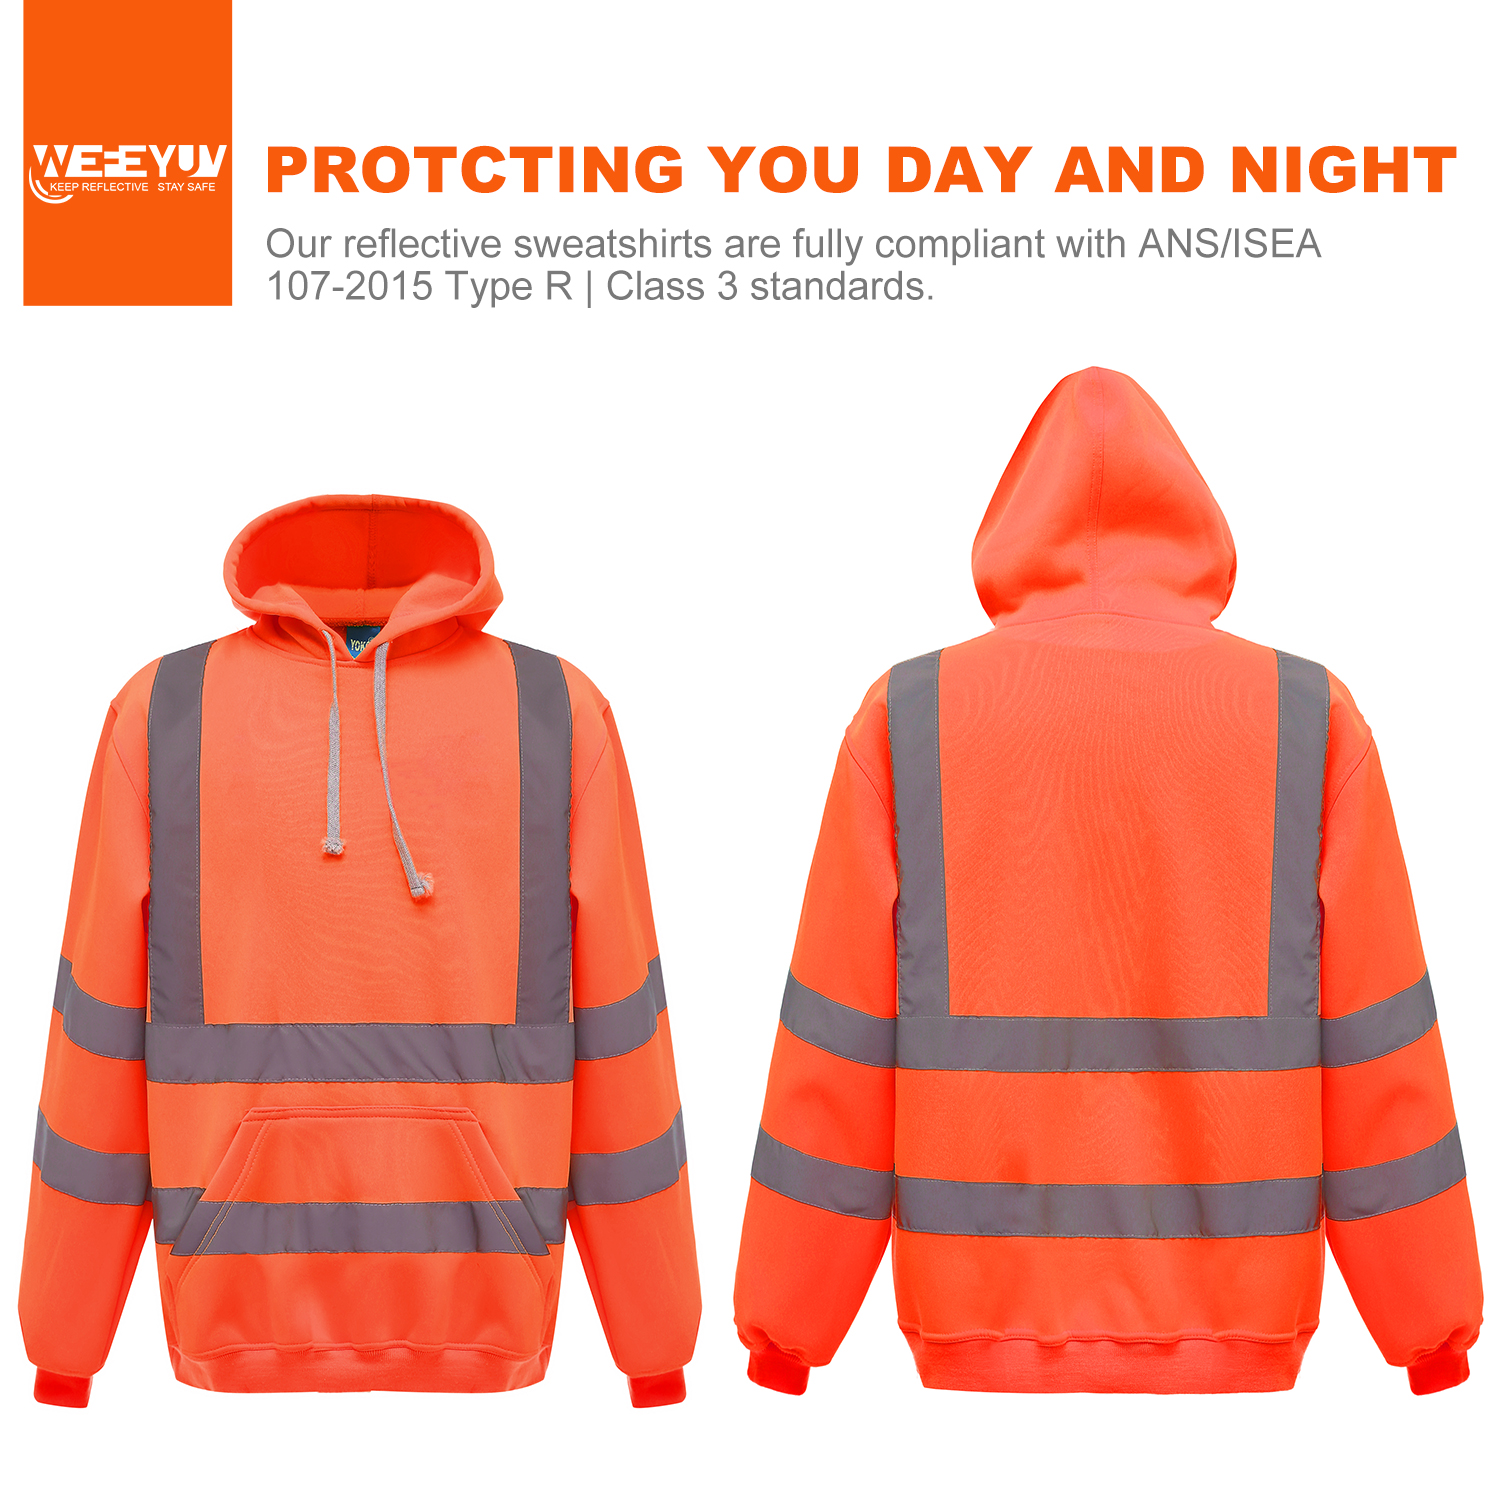 WEFEYUV
KEEP REFLECTIVE STAY SAFE
PROTCTING YOU DAY AND NIGHT
Our reflective sweatshirts are fully compliant with ANS/ISEA
107-2015 Type R | Class 3 standards.